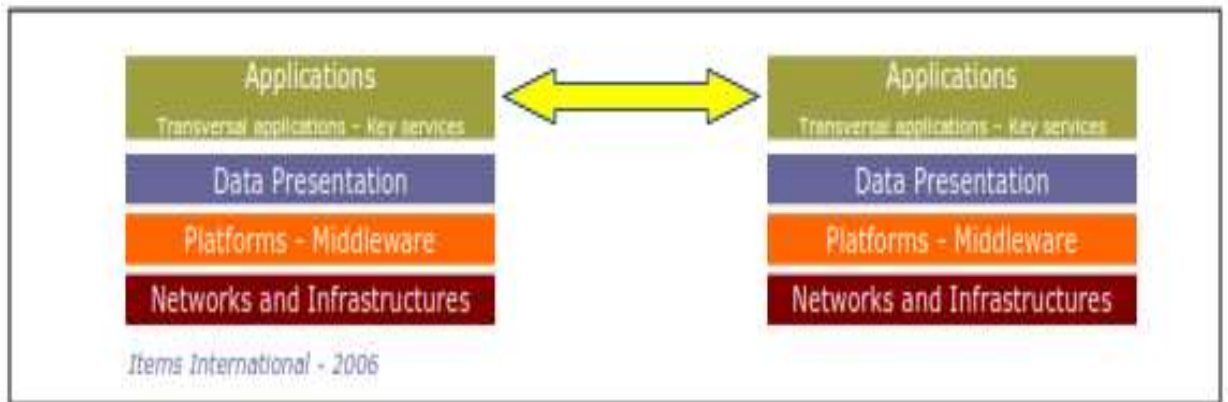 Applications
Transversal applications - Key services
Data Presentation
Platforms - Middleware
Networks and Infrastructures
Applications
Transversal applications - Key services
Data Presentation
Platforms - Middleware
Networks and Infrastructures
Items International - 2006